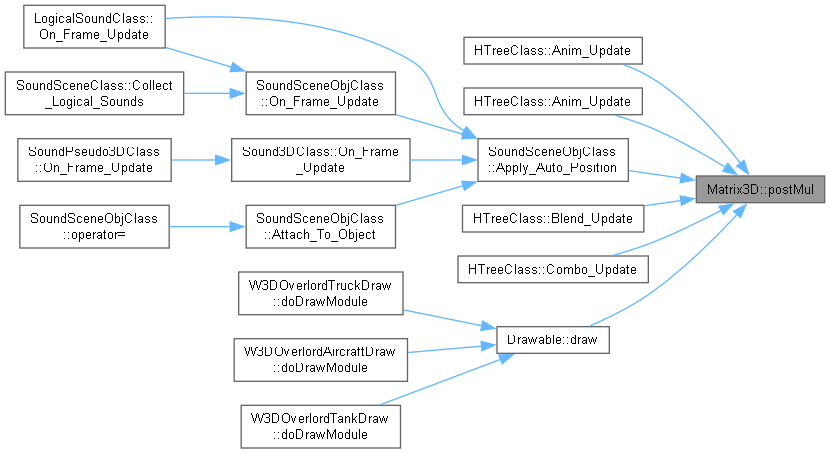 LogicalSoundClass::
On_Frame_Update
SoundSceneClass::Collect
_Logical_Sounds
SoundPseudo3DClass
::On_Frame_Update
SoundSceneObjClass
::operator=
SoundSceneObjClass
::On_Frame_Update
Sound3DClass::On_Frame
_Update
SoundSceneObjClass
::Attach_To_Object
W3DOverlordTruckDraw
::doDrawModule
W3DOverlordAircraftDraw
::doDrawModule
W3DOverlordTankDraw
::doDrawModule
HTreeClass::Anim_Update
HTreeClass::Anim_Update
SoundSceneObjClass
::Apply_Auto_Position
HTreeClass::Blend_Update
HTreeClass::Combo_Update
Drawable::draw
Matrix3D::postMul